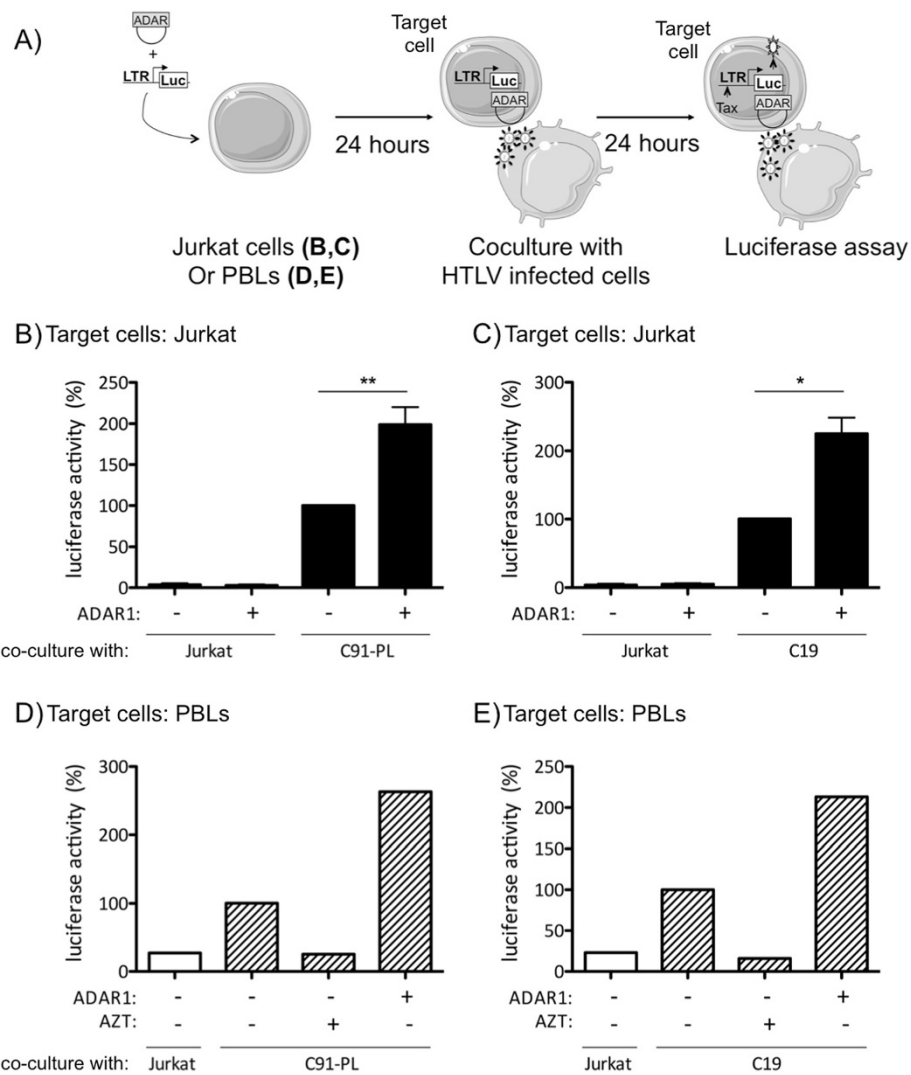 A)
ADAR
+
LTR Luc
24 hours
Target
cell
LTR Luc
ADAR
24 hours
Target
cell
LTR Luc
Tax ADAR
Jurkat cells (B,C)
Or PBLs (D,E)
Coculture with
HTLV infected cells
Luciferase assay
B) Target cells: Jurkat
luciferase activity (%)
250
200
150
100
50
0
**
ADAR1: - + - +
co-culture with: Jurkat C91-PL
C) Target cells: Jurkat
luciferase activity (%)
300
200
100
0
*
ADAR1: - + - +
Jurkat C19
D) Target cells: PBLs
luciferase activity (%)
300
200
100
0
ADAR1: - - - +
AZT: - - + -
co-culture with: Jurkat C91-PL
E) Target cells: PBLs
luciferase activity (%)
250
200
150
100
50
0
ADAR1: - - - +
AZT: - - + -
Jurkat C19